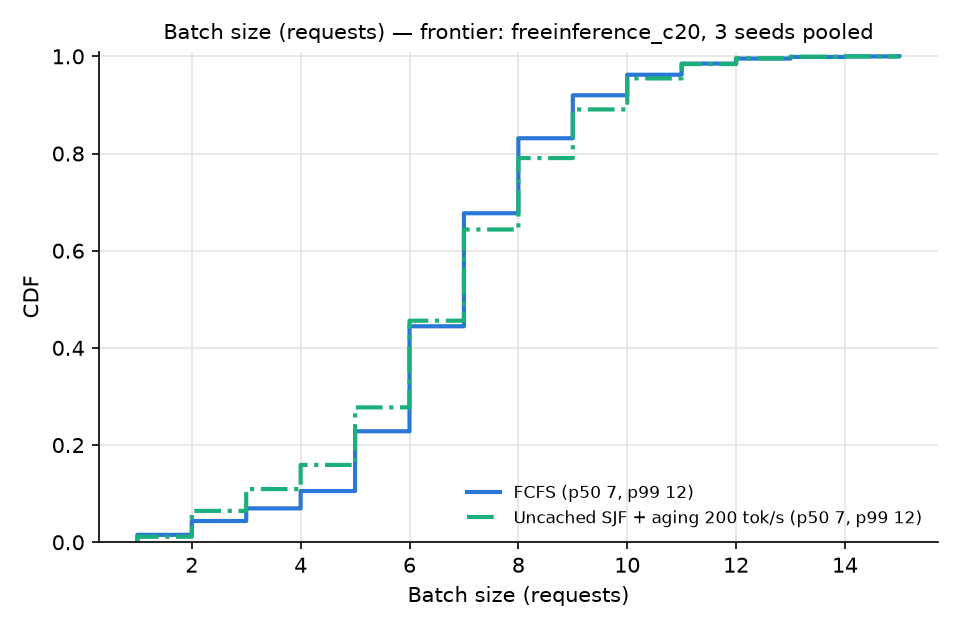 Batch size (requests) — frontier: freeinference_c20, 3 seeds pooled
1.0
0.8
0.6
0.4
0.2
0.0
CDF
FCFS (p50 7, p99 12)
Uncached SJF + aging 200 tok/s (p50 7, p99 12)
2 4 6 8 10 12 14
Batch size (requests)